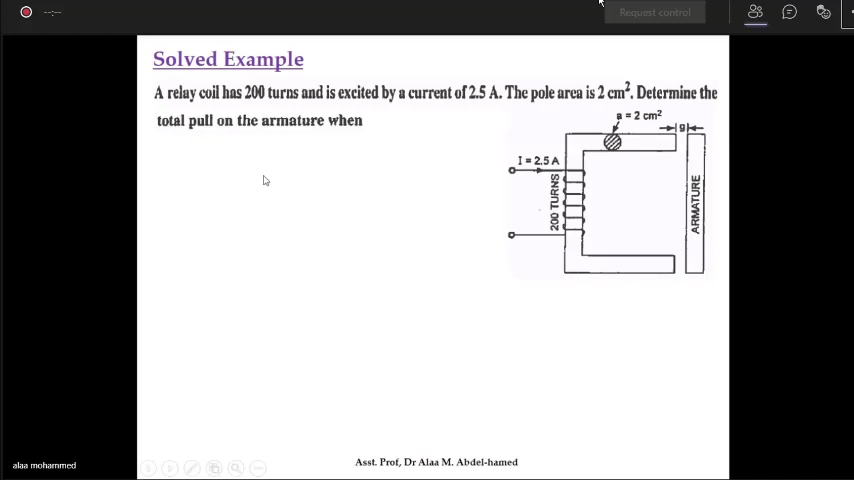 --:--
Request control
Solved Example
A relay coil has 200 turns and is excited by a current of 2.5 A. The pole area is 2 cm². Determine the
total pull on the armature when
a = 2 cm²
g
I = 2.5 A
200 TURNS
ARMATURE
Asst. Prof, Dr Alaa M. Abdel-hamed
alaa mohammed